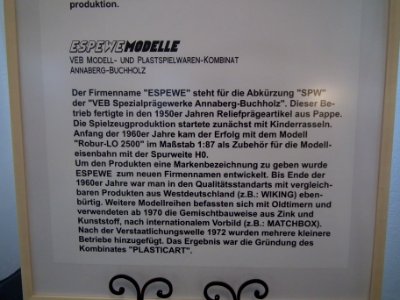 produktion.
ESPEWEMODELLE
VEB MODELL- UND PLASTSPIELWAREN-KOMBINAT
ANNABERG-BUCHHOLZ
Der Firmenname "ESPEWE" steht für die Abkürzung "SPW"
der "VEB Spezialprägewerke Annaberg-Buchholz". Dieser Be-
trieb fertigte in den 1950er Jahren Reliefprägeartikel aus Pappe.
Die Spielzeugproduktion startete zunächst mit Kinderrasseln.
Anfang der 1960er Jahre kam der Erfolg mit dem Modell
"Robur-LO 2500" im Maßstab 1:87 als Zubehör für die Modell-
eisenbahn mit der Spurweite H0.
Um den Produkten eine Markenbezeichnung zu geben wurde
ESPEWE zum neuen Firmennamen entwickelt. Bis Ende der
1960er Jahre war man in den Qualitätsstandarts mit vergleich-
baren Produkten aus Westdeutschland (z.B.: WIKING) eben-
bürtig. Weitere Modellreihen befassten sich mit Oldtimern und
verwendeten ab 1970 die Gemischtbauweise aus Zink und
Kunststoff, nach internationalem Vorbild (z.B.: MATCHBOX).
Nach der Verstaatlichungswelle 1972 wurden mehrere kleinere
Betriebe hinzugefügt. Das Ergebnis war die Gründung des
Kombinates "PLASTICART".